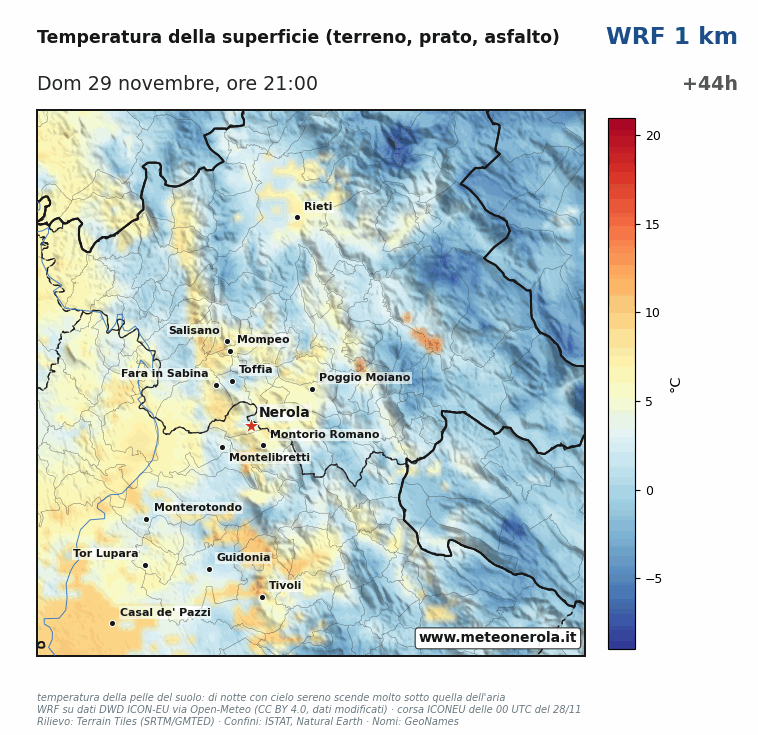 Temperatura della superficie (terreno, prato, asfalto)
WRF 1 km
Dom 29 novembre, ore 21:00
+44h
20
15
10
5
0
−5
°C
Rieti
Salisano
Mompeo
Fara in Sabina
Toffia
Poggio Moiano
Nerola
Montorio Romano
Montelibretti
Monterotondo
Tor Lupara
Guidonia
Tivoli
Casal de' Pazzi
www.meteonerola.it
temperatura della pelle del suolo: di notte con cielo sereno scende molto sotto quella dell'aria
WRF su dati DWD ICON-EU via Open-Meteo (CC BY 4.0, dati modificati) · corsa ICONEU delle 00 UTC del 28/11
Rilievo: Terrain Tiles (SRTM/GMTED) · Confini: ISTAT, Natural Earth · Nomi: GeoNames